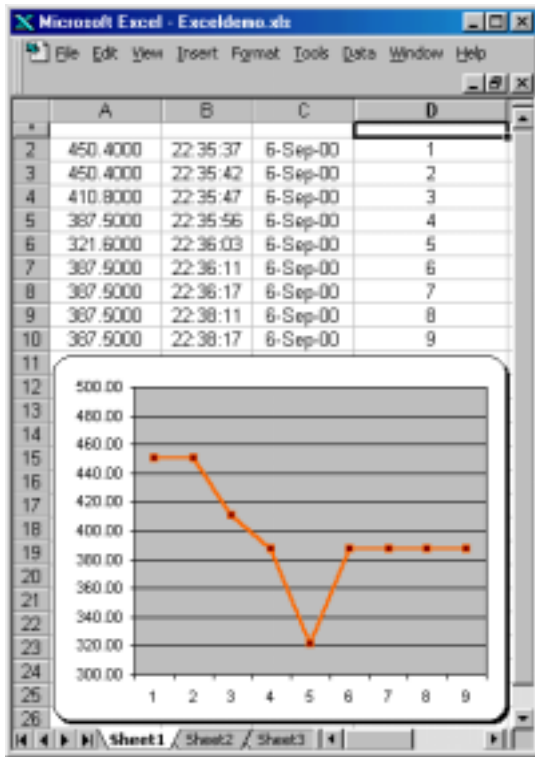 Microsoft Excel - Exceldemo.xls
File Edit View Insert Format Tools Data Window Help
A B C D
2 450.4000 22:35:37 6-Sep-00 1
3 450.4000 22:35:42 6-Sep-00 2
4 410.8000 22:35:47 6-Sep-00 3
5 387.5000 22:35:56 6-Sep-00 4
6 321.6000 22:36:03 6-Sep-00 5
7 387.5000 22:36:11 6-Sep-00 6
8 387.5000 22:36:17 6-Sep-00 7
9 387.5000 22:38:11 6-Sep-00 8
10 387.5000 22:38:17 6-Sep-00 9
11
12 500.00
13 480.00
14 460.00
15
16 440.00
17 420.00
18 400.00
19
20 380.00
21 360.00
22 340.00
23 320.00
24 300.00
25 1 2 3 4 5 6 7 8 9
26
Sheet1 Sheet2 Sheet3